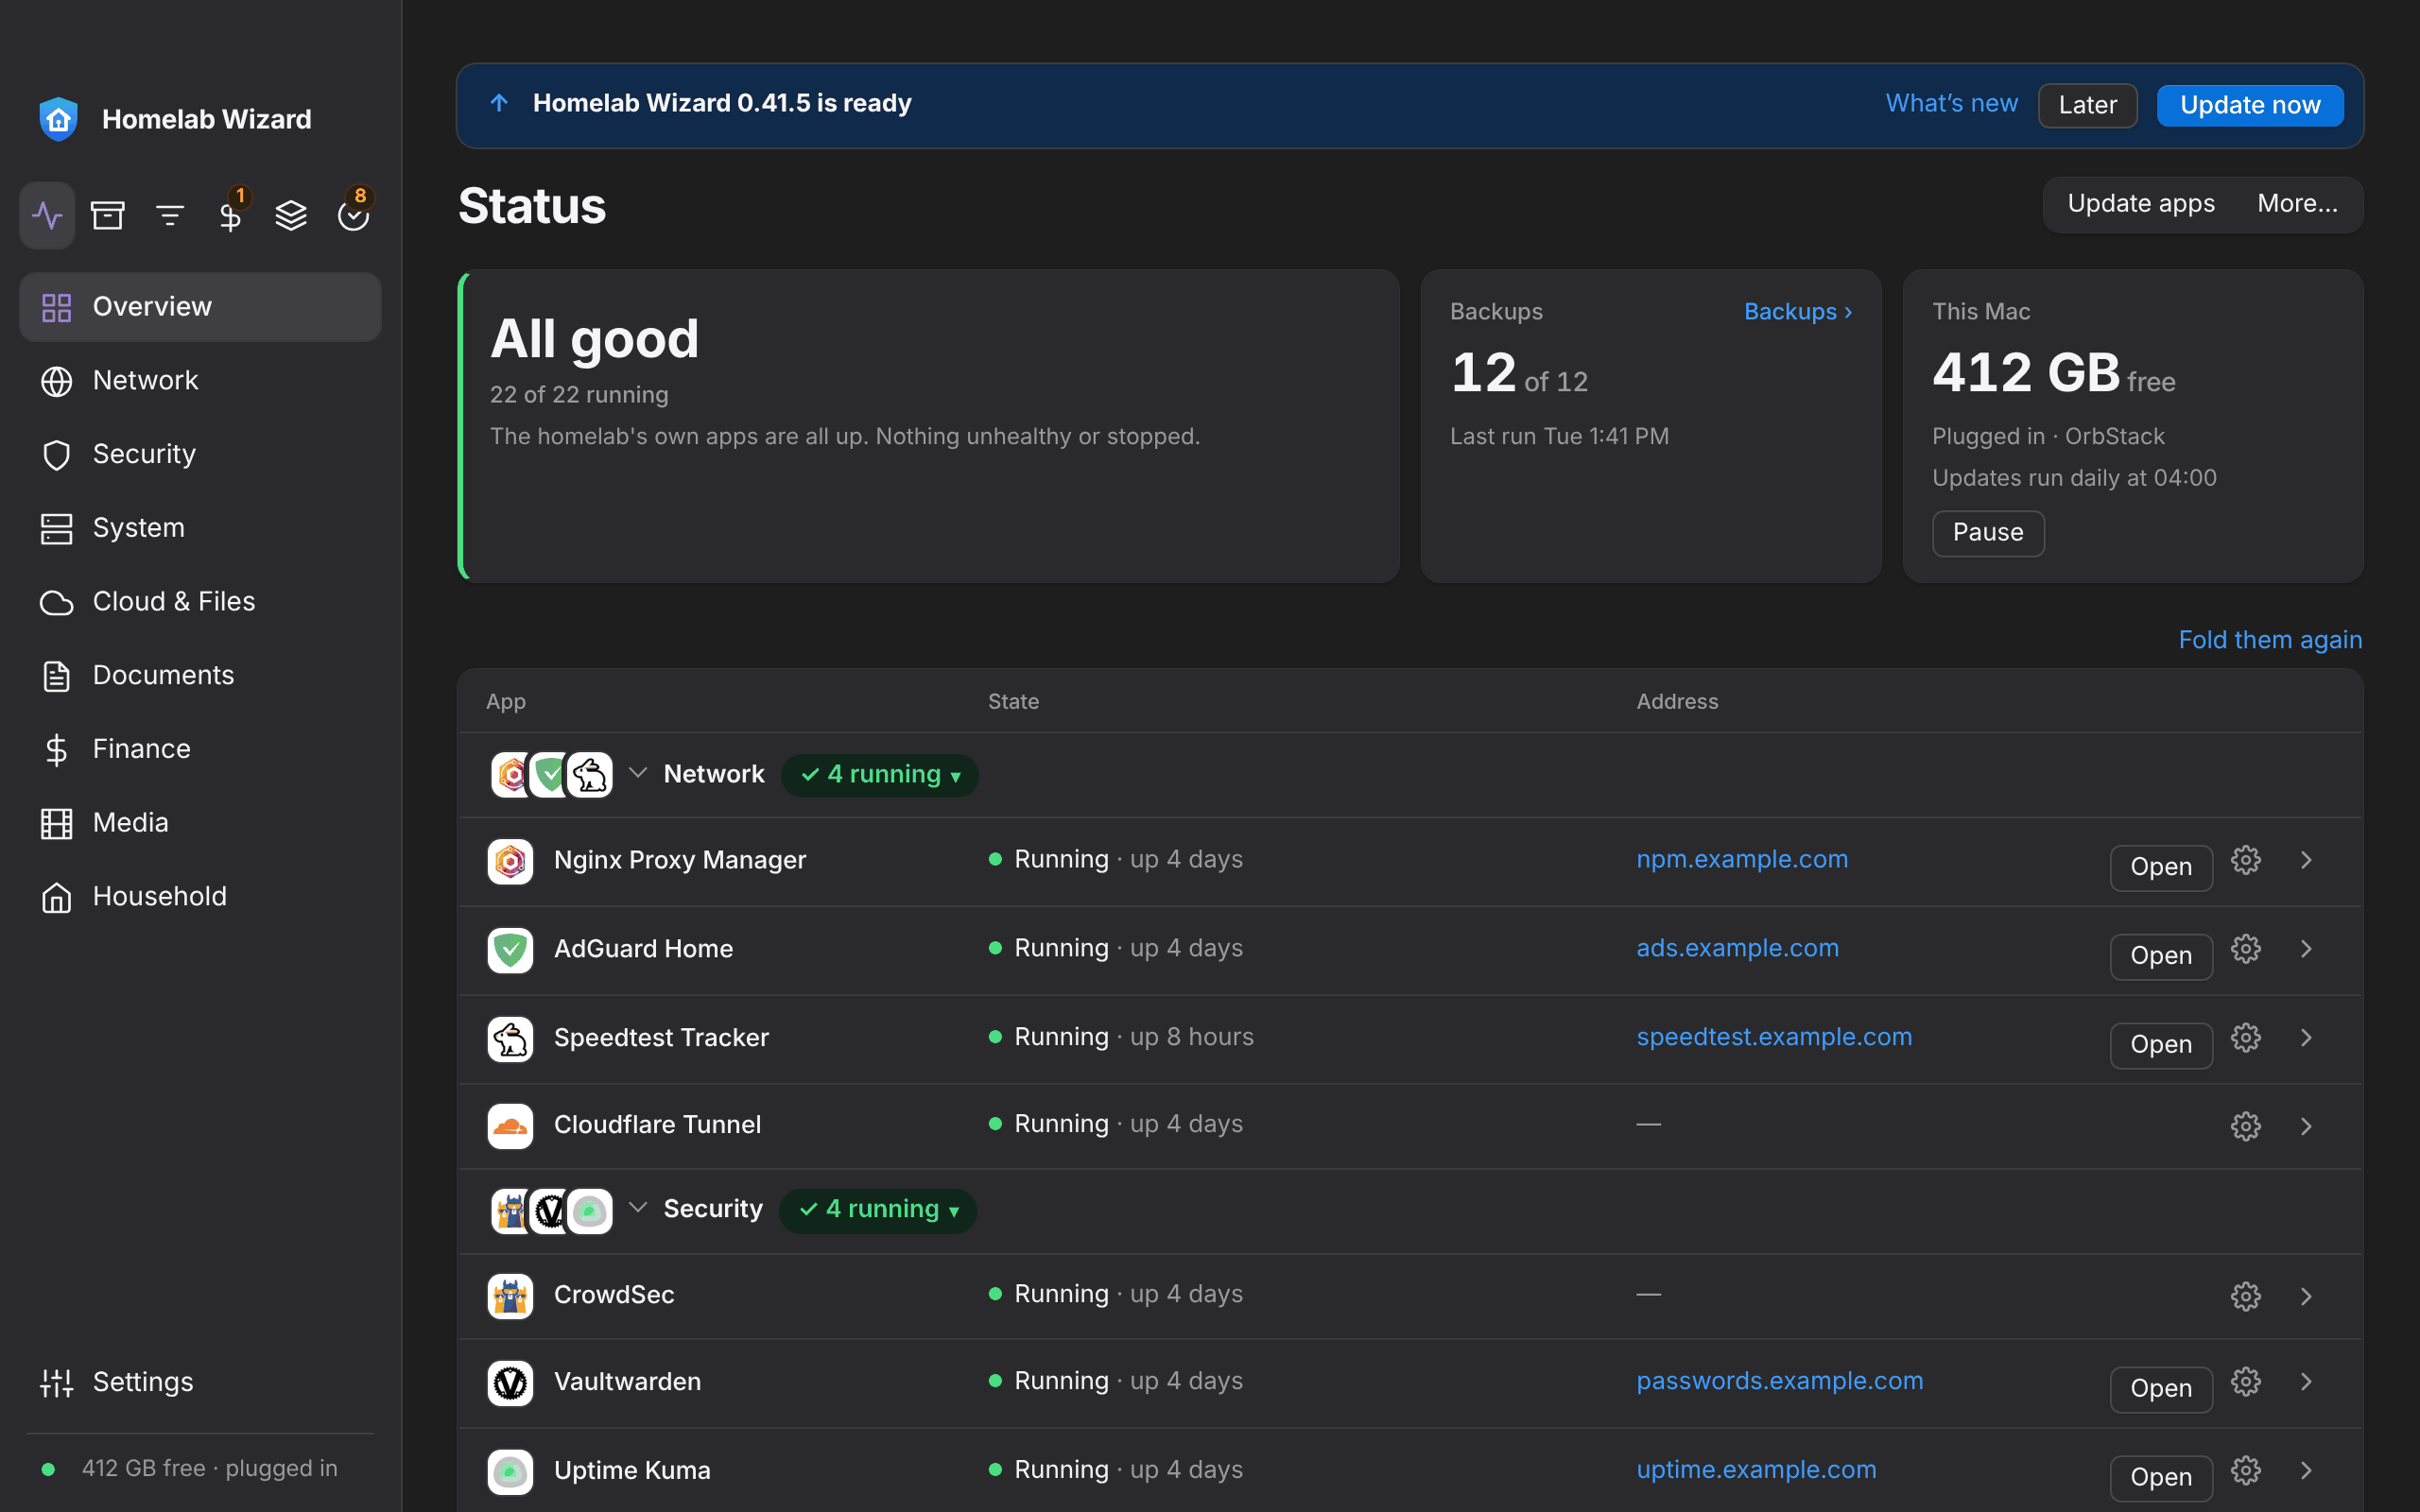 Homelab Wizard
1
8
Overview
Network
Security
System
Cloud & Files
Documents
Finance
Media
Household
Settings
412 GB free · plugged in
Homelab Wizard 0.41.5 is ready
What's new
Later
Update now
Status
Update apps
More...
All good
22 of 22 running
The homelab's own apps are all up. Nothing unhealthy or stopped.
Backups
Backups ›
12 of 12
Last run Tue 1:41 PM
This Mac
412 GB free
Plugged in · OrbStack
Updates run daily at 04:00
Pause
Fold them again
App State Address
Network ✓ 4 running ▾
Nginx Proxy Manager Running · up 4 days npm.example.com Open
AdGuard Home Running · up 4 days ads.example.com Open
Speedtest Tracker Running · up 8 hours speedtest.example.com Open
Cloudflare Tunnel Running · up 4 days —
Security ✓ 4 running ▾
CrowdSec Running · up 4 days —
Vaultwarden Running · up 4 days passwords.example.com Open
Uptime Kuma Running · up 4 days uptime.example.com Open